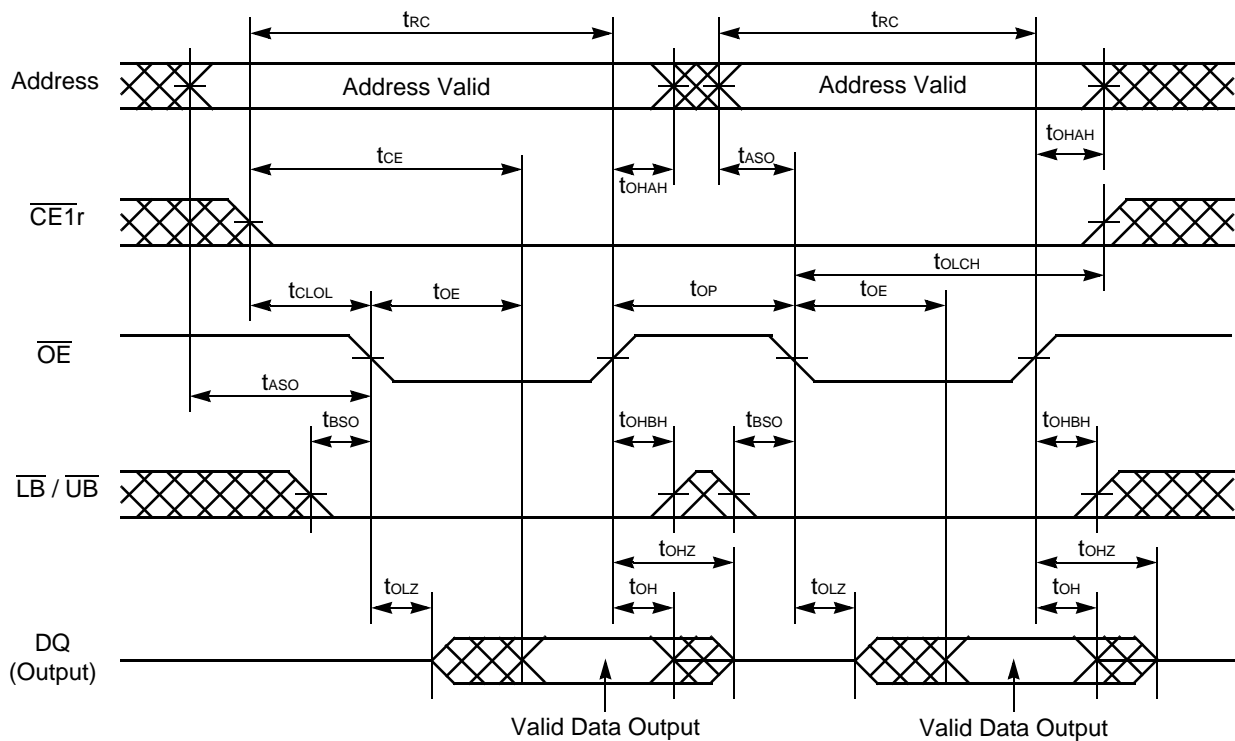 tRC tRC
Address Address Valid Address Valid
tOHAH
tCE tASO
tOHAH
CE1r
tOLCH
tCLOL tOE tOP tOE
OE
tASO
tBSO tOHBH tBSO tOHBH
LB / UB
tOHZ tOHZ
tOLZ tOH tOLZ tOH
DQ
(Output)
Valid Data Output Valid Data Output